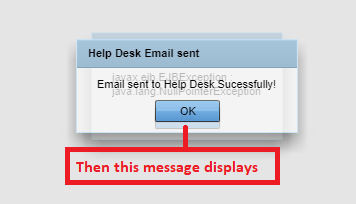 Help Desk Email sent
javax.ejb.EJBException :
Email sent to Help Desk Sucessfully!
java.lang.NullPointerException
OK
Then this message displays